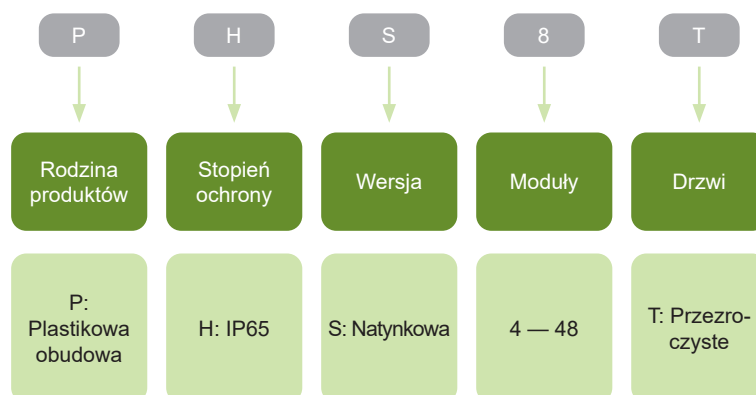 P H S 8 T
Rodzina produktów
Stopień ochrony
Wersja
Moduły
Drzwi
P:
Plastikowa
obudowa
H: IP65
S: Natynkowa
4 — 48
T: Przezro-
czyste